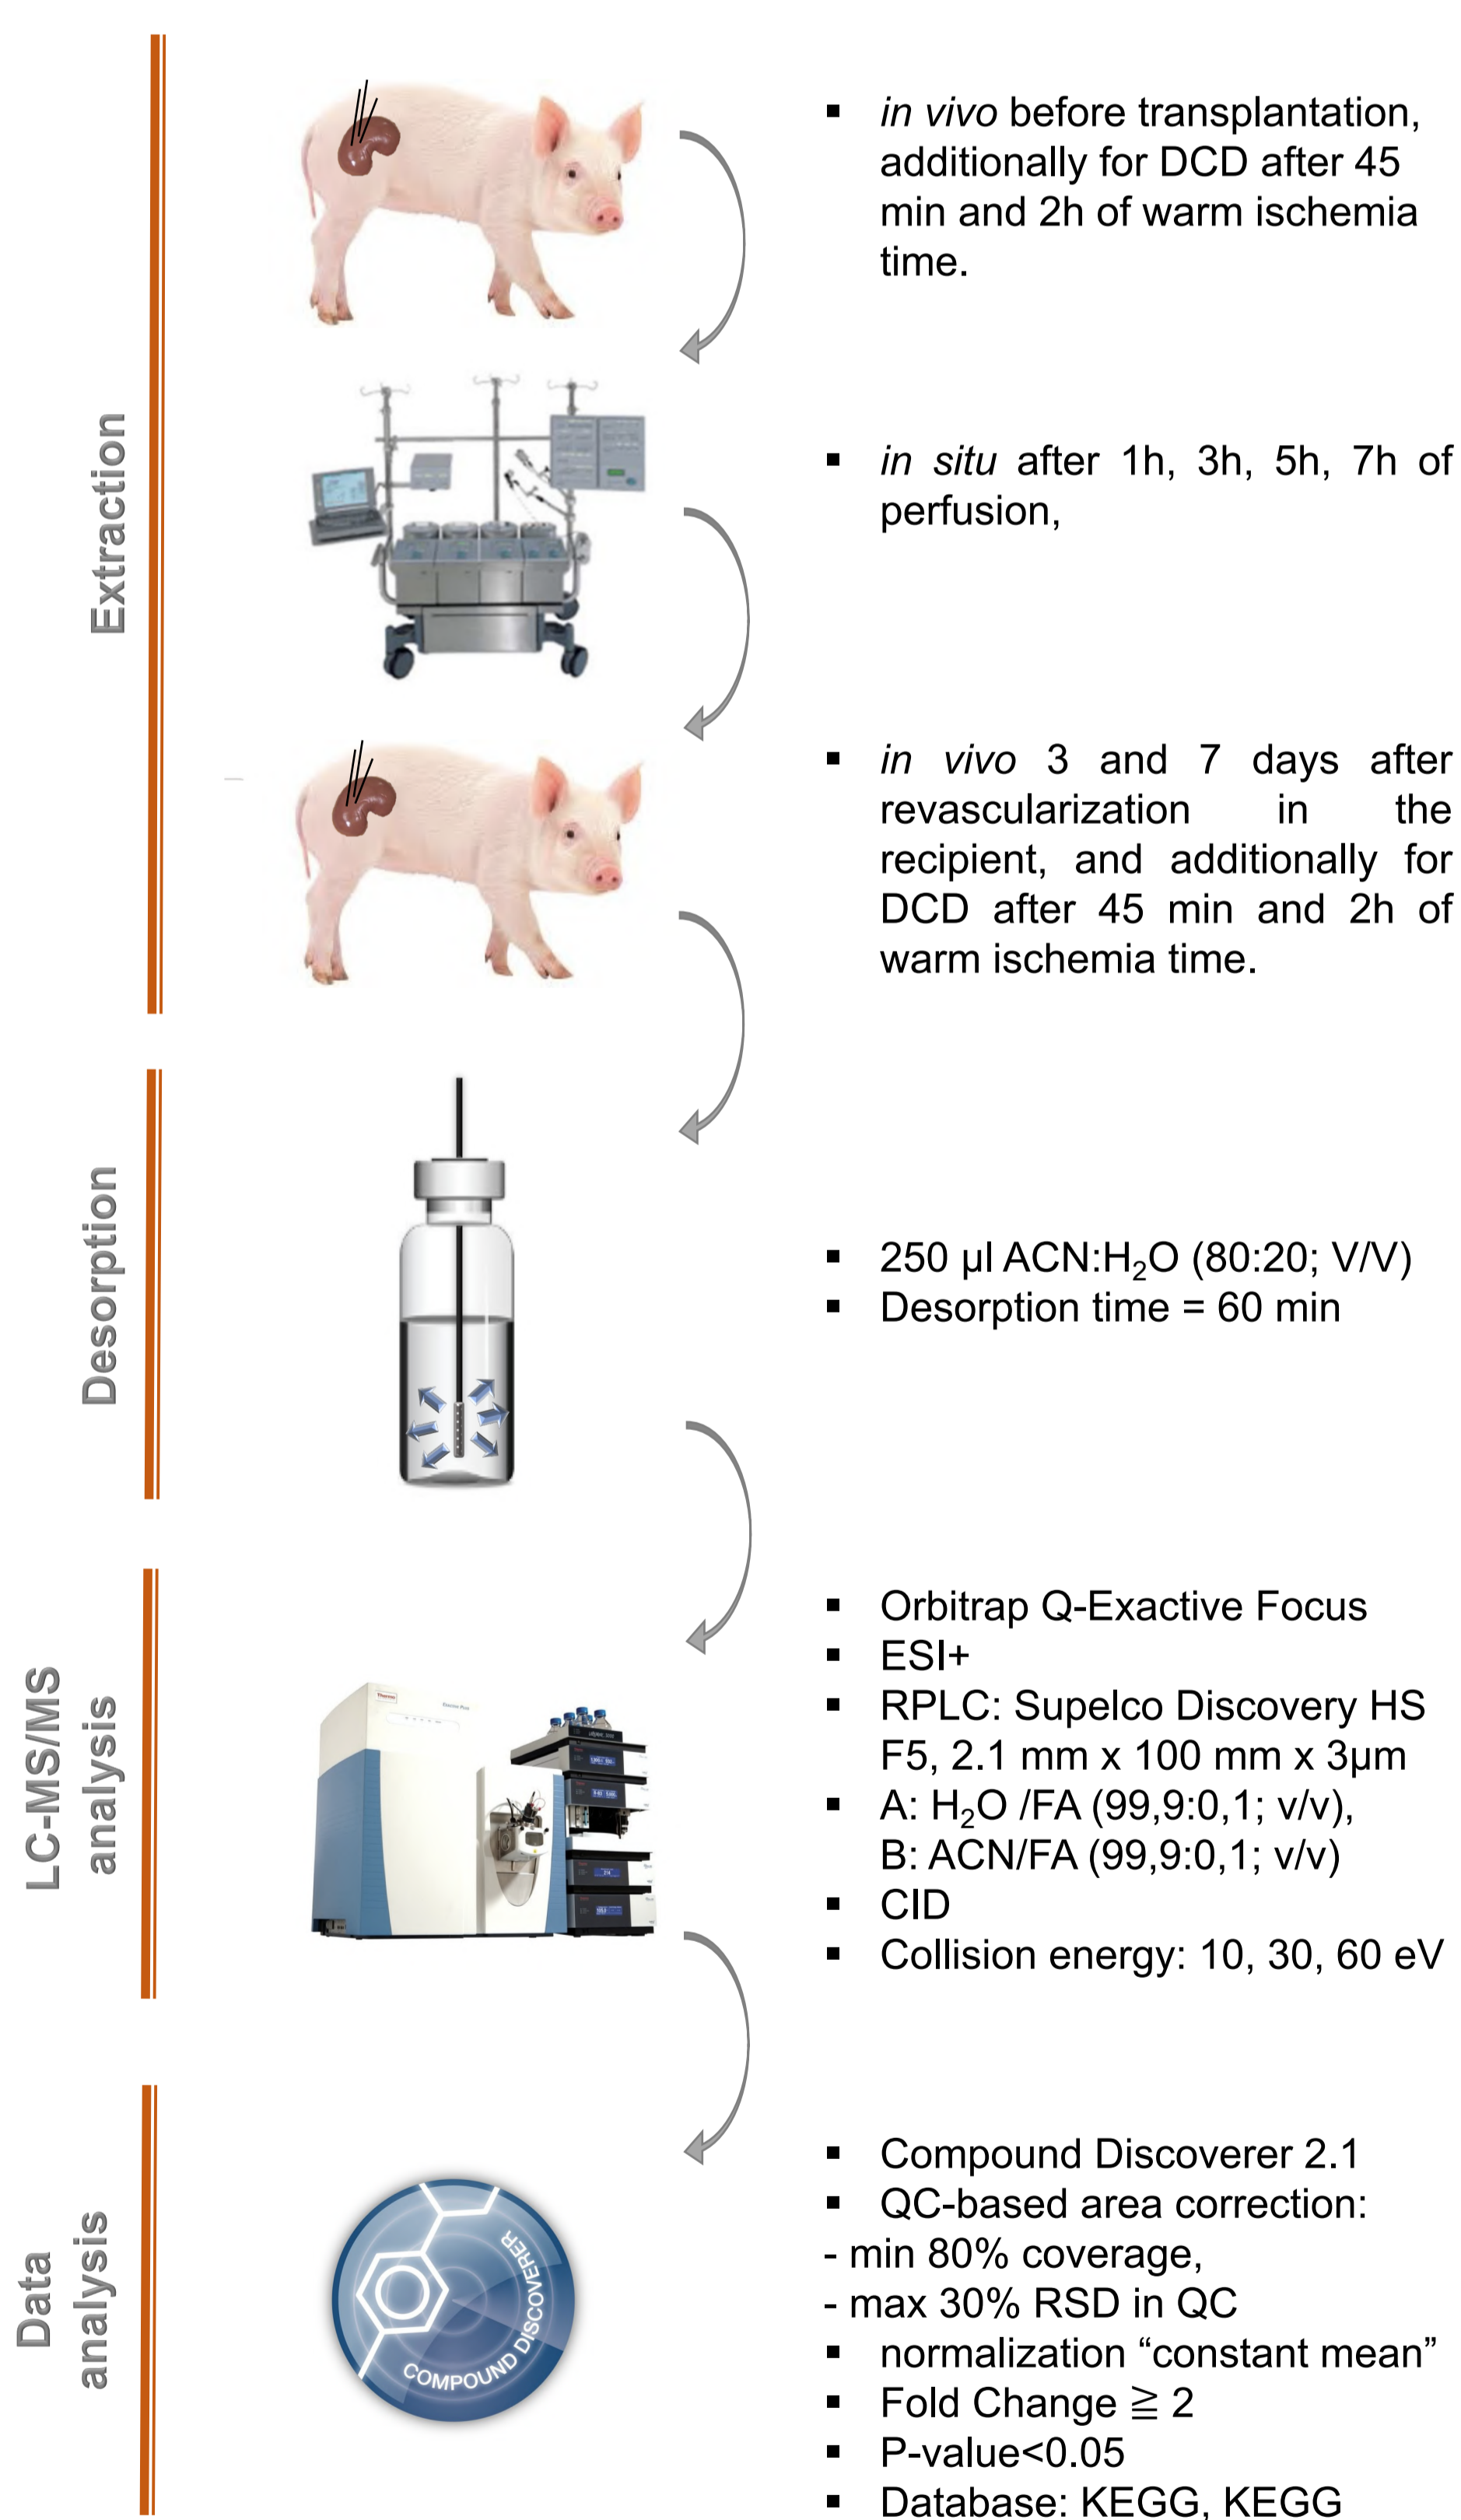 Extraction
in vivo before transplantation,
additionally for DCD after 45
min and 2h of warm ischemia
time.
in situ after 1h, 3h, 5h, 7h of
perfusion,
in vivo 3 and 7 days after
revascularization in the
recipient, and additionally for
DCD after 45 min and 2h of
warm ischemia time.
Desorption
250 µl ACN:H₂O (80:20; V/V)
Desorption time = 60 min
LC-MS/MS
analysis
Orbitrap Q-Exactive Focus
ESI+
RPLC: Supelco Discovery HS
F5, 2.1 mm x 100 mm x 3µm
A: H₂O /FA (99,9:0,1; v/v),
B: ACN/FA (99,9:0,1; v/v)
CID
Collision energy: 10, 30, 60 eV
Data
analysis
COMPOUND DISCOVERER
Compound Discoverer 2.1
QC-based area correction:
- min 80% coverage,
- max 30% RSD in QC
normalization “constant mean”
Fold Change ≧ 2
P-value<0.05
Database: KEGG, KEGG